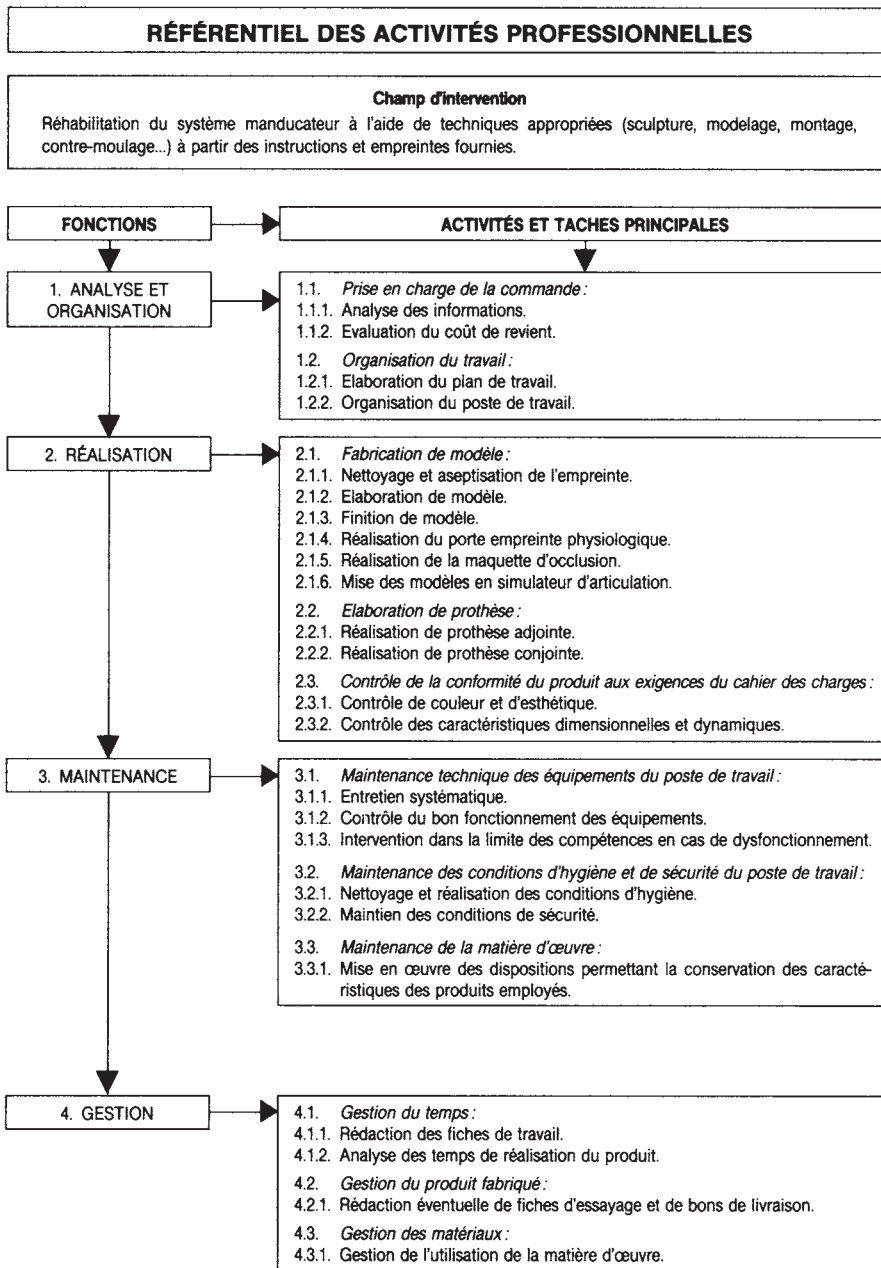 RÉFÉRENTIEL DES ACTIVITÉS PROFESSIONNELLES
Champ d'intervention
Réhabilitation du système manducateur à l'aide de techniques appropriées (sculpture, modelage, montage,
contre-moulage...) à partir des instructions et empreintes fournies.
FONCTIONS
ACTIVITÉS ET TACHES PRINCIPALES
1. ANALYSE ET
ORGANISATION
1.1. Prise en charge de la commande :
1.1.1. Analyse des informations.
1.1.2. Evaluation du coût de revient.
1.2. Organisation du travail :
1.2.1. Elaboration du plan de travail.
1.2.2. Organisation du poste de travail.
2. RÉALISATION
2.1. Fabrication de modèle :
2.1.1. Nettoyage et aseptisation de l'empreinte.
2.1.2. Elaboration de modèle.
2.1.3. Finition de modèle.
2.1.4. Réalisation du porte empreinte physiologique.
2.1.5. Réalisation de la maquette d'occlusion.
2.1.6. Mise des modèles en simulateur d'articulation.
2.2. Elaboration de prothèse :
2.2.1. Réalisation de prothèse adjointe.
2.2.2. Réalisation de prothèse conjointe.
2.3. Contrôle de la conformité du produit aux exigences du cahier des charges :
2.3.1. Contrôle de couleur et d'esthétique.
2.3.2. Contrôle des caractéristiques dimensionnelles et dynamiques.
3. MAINTENANCE
3.1. Maintenance technique des équipements du poste de travail :
3.1.1. Entretien systématique.
3.1.2. Contrôle du bon fonctionnement des équipements.
3.1.3. Intervention dans la limite des compétences en cas de dysfonctionnement.
3.2. Maintenance des conditions d'hygiène et de sécurité du poste de travail :
3.2.1. Nettoyage et réalisation des conditions d'hygiène.
3.2.2. Maintien des conditions de sécurité.
3.3. Maintenance de la matière d'œuvre :
3.3.1. Mise en œuvre des dispositions permettant la conservation des caracté-
ristiques des produits employés.
4. GESTION
4.1. Gestion du temps :
4.1.1. Rédaction des fiches de travail.
4.1.2. Analyse des temps de réalisation du produit.
4.2. Gestion du produit fabriqué :
4.2.1. Rédaction éventuelle de fiches d'essayage et de bons de livraison.
4.3. Gestion des matériaux :
4.3.1. Gestion de l'utilisation de la matière d'œuvre.